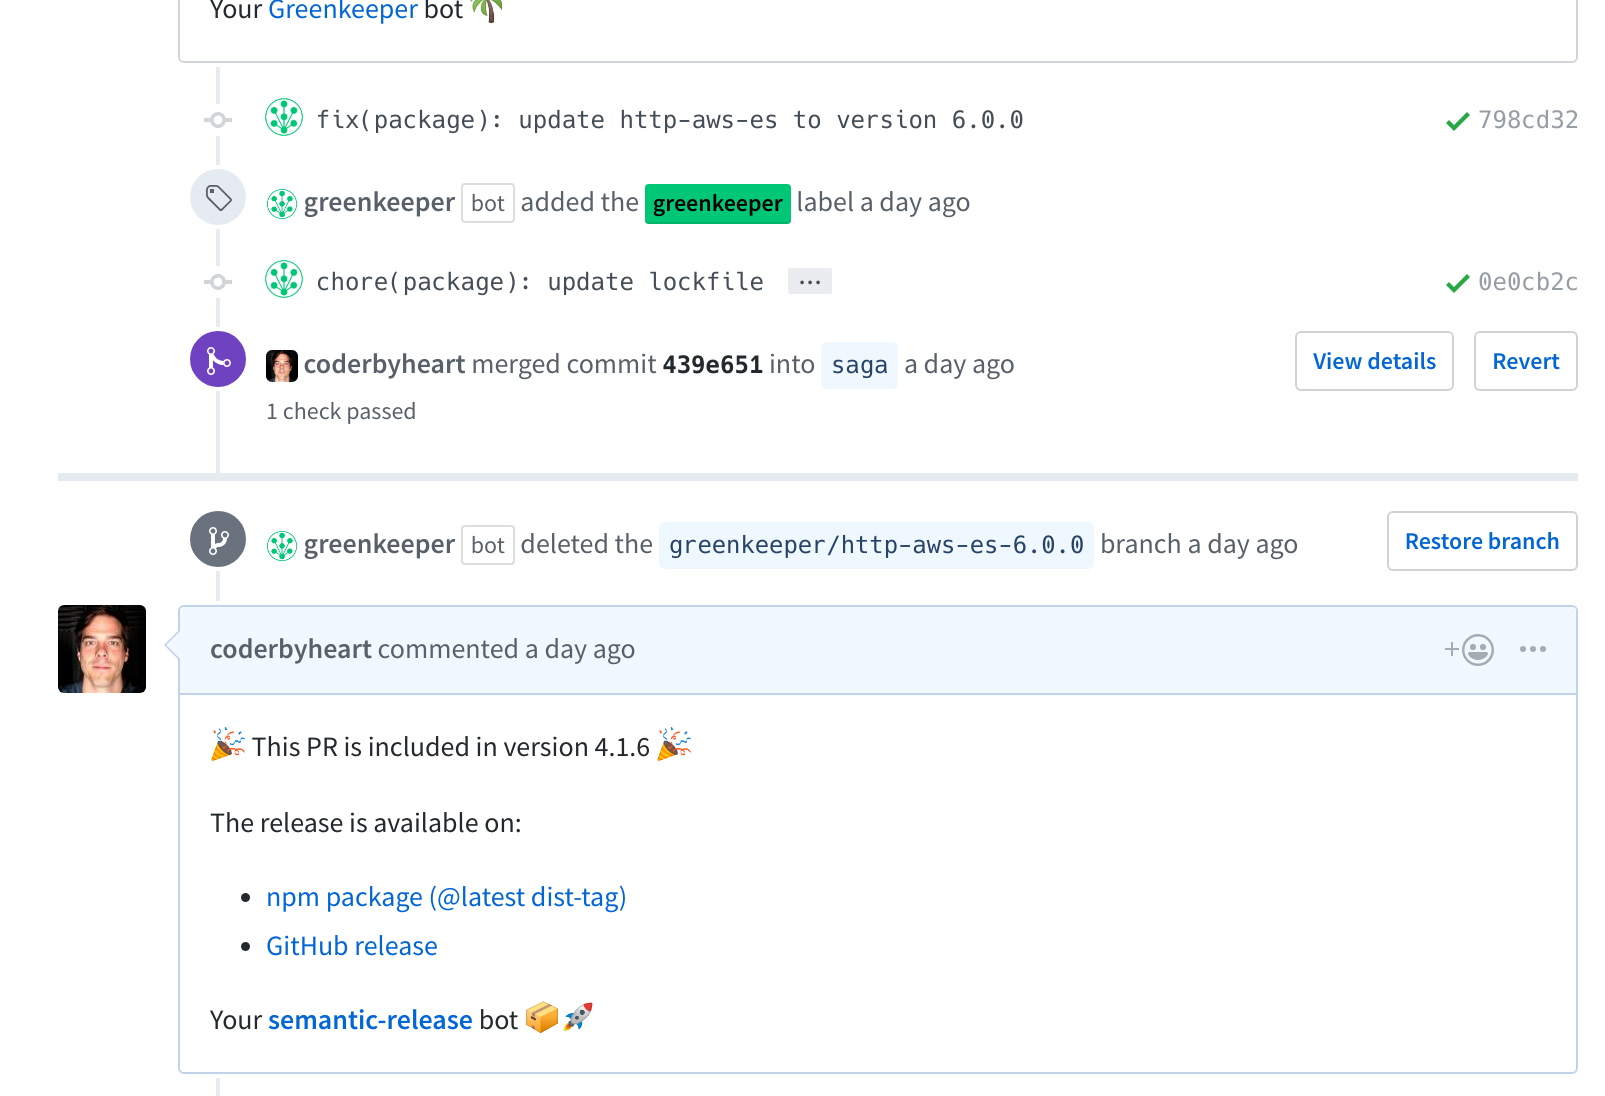 Your Greenkeeper bot 🌴
fix(package): update http-aws-es to version 6.0.0 798cd32
greenkeeper bot added the greenkeeper label a day ago
chore(package): update lockfile … 0e0cb2c
coderbyheart merged commit 439e651 into saga a day ago View details Revert
1 check passed
greenkeeper bot deleted the greenkeeper/http-aws-es-6.0.0 branch a day ago Restore branch
coderbyheart commented a day ago
🎉 This PR is included in version 4.1.6 🎉
The release is available on:
• npm package (@latest dist-tag)
• GitHub release
Your semantic-release bot 📦🚀